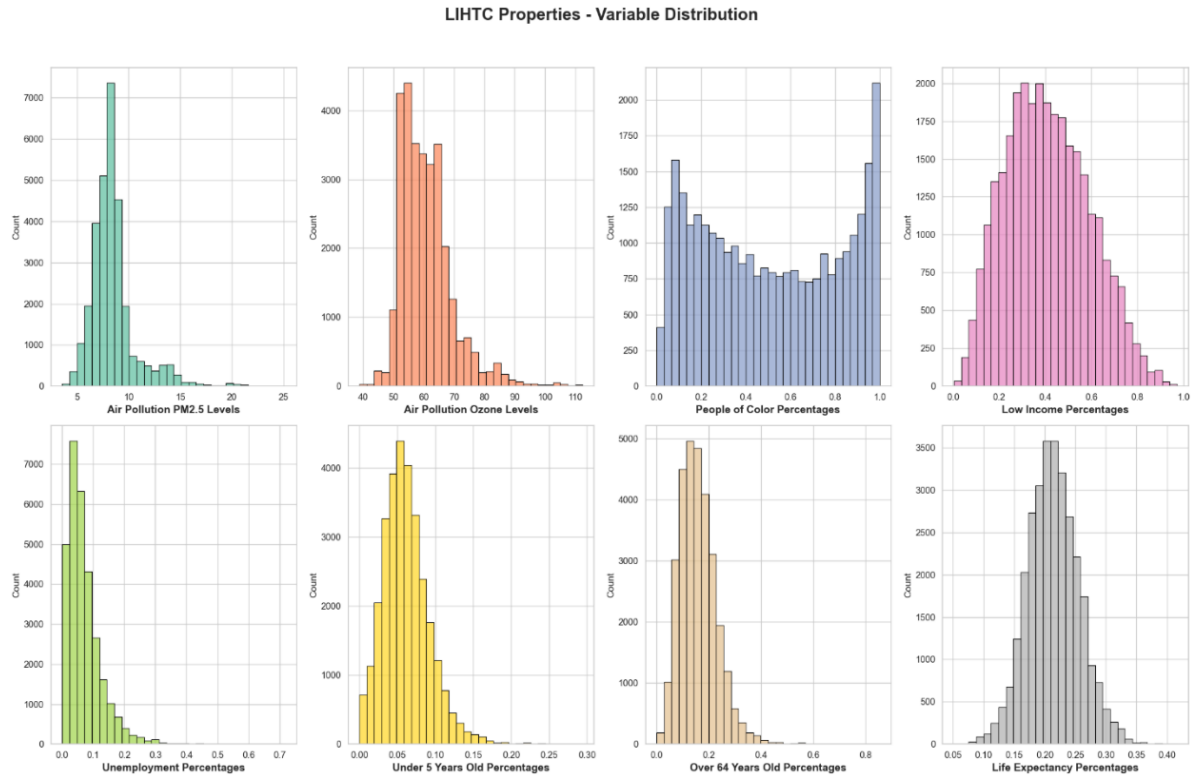 LIHTC Properties - Variable Distribution
Count
7000
6000
5000
4000
3000
2000
1000
0
5 10 15 20 25
Air Pollution PM2.5 Levels
Count
4000
3000
2000
1000
0
40 50 60 70 80 90 100 110
Air Pollution Ozone Levels
Count
2000
1750
1500
1250
1000
750
500
250
0
0.0 0.2 0.4 0.6 0.8 1.0
People of Color Percentages
Count
2000
1750
1500
1250
1000
750
500
250
0
0.0 0.2 0.4 0.6 0.8 1.0
Low Income Percentages
Count
7000
6000
5000
4000
3000
2000
1000
0
0.0 0.1 0.2 0.3 0.4 0.5 0.6 0.7
Unemployment Percentages
Count
4000
3000
2000
1000
0
0.00 0.05 0.10 0.15 0.20 0.25 0.30
Under 5 Years Old Percentages
Count
5000
4000
3000
2000
1000
0
0.0 0.2 0.4 0.6 0.8
Over 64 Years Old Percentages
Count
3500
3000
2500
2000
1500
1000
500
0
0.05 0.10 0.15 0.20 0.25 0.30 0.35 0.40
Life Expectancy Percentages